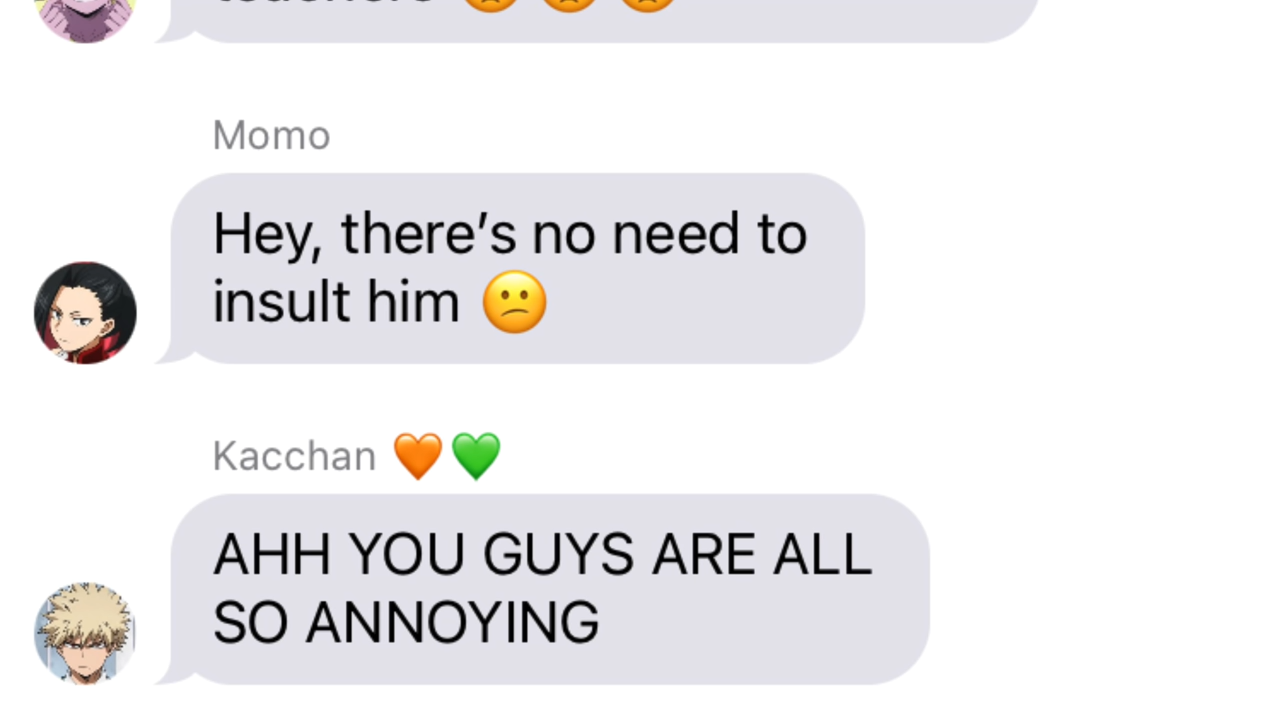 Momo
Hey, there’s no need to
insult him 😕
Kacchan 🧡💚
AHH YOU GUYS ARE ALL
SO ANNOYING